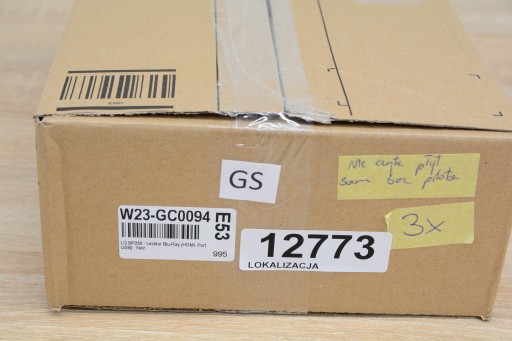 GS
Nie czyta płyt
Sam bez pilota
3x
W23-GC0094
E53
LG BP250 - Lecteur Blu-Ray (HDMI, Port
USB) - Noir
995
12773
LOKALIZACJA